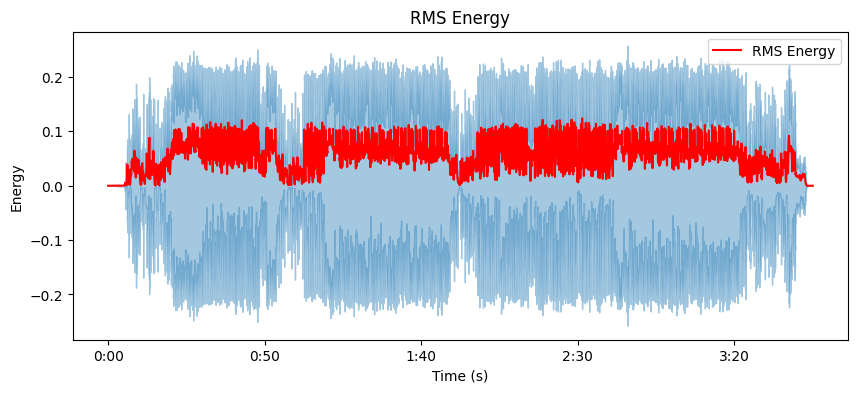 RMS Energy
RMS Energy
0.2
0.1
0.0
−0.1
−0.2
Energy
0:00 0:50 1:40 2:30 3:20
Time (s)